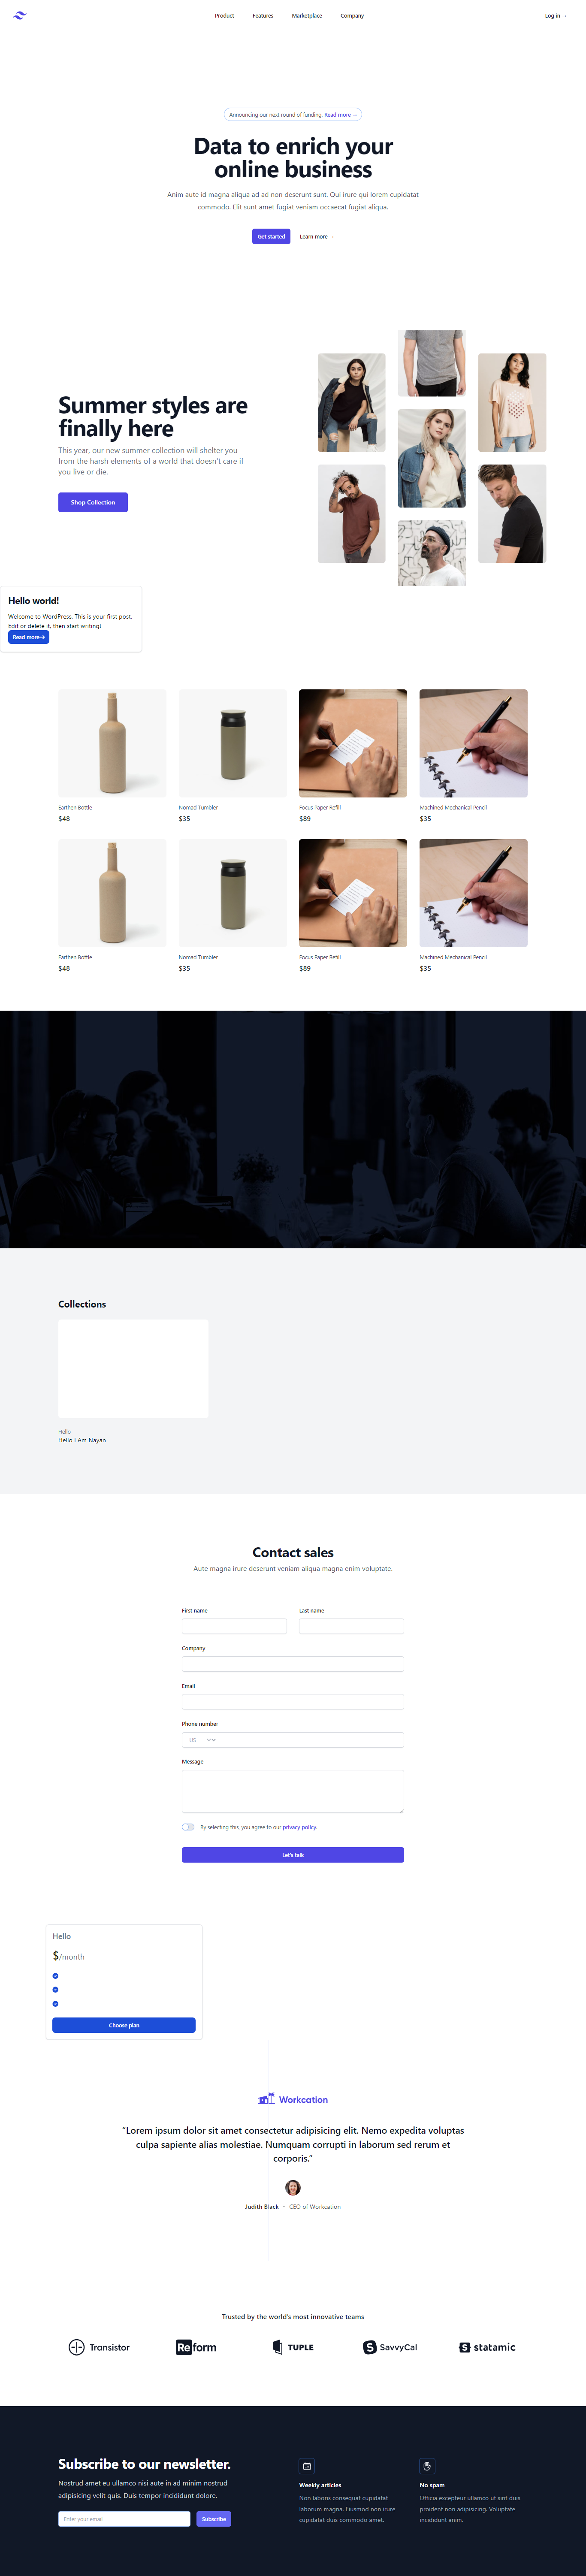 Product
Features
Marketplace
Company
Log in →
Announcing our next round of funding. Read more →
Data to enrich your
online business
Anim aute id magna aliqua ad ad non deserunt sunt. Qui irure qui lorem cupidatat
commodo. Elit sunt amet fugiat veniam occaecat fugiat aliqua.
Get started
Learn more →
Summer styles are
finally here
This year, our new summer collection will shelter you
from the harsh elements of a world that doesn't care if
you live or die.
Shop Collection
Hello world!
Welcome to WordPress. This is your first post.
Edit or delete it, then start writing!
Read more→
Earthen Bottle
$48
Nomad Tumbler
$35
Focus Paper Refill
$89
Machined Mechanical Pencil
$35
Earthen Bottle
$48
Nomad Tumbler
$35
Focus Paper Refill
$89
Machined Mechanical Pencil
$35
Collections
Hello
Hello I Am Nayan
Contact sales
Aute magna irure deserunt veniam aliqua magna enim voluptate.
First name
Last name
Company
Email
Phone number
US
Message
By selecting this, you agree to our privacy policy.
Let's talk
Hello
$/month
Choose plan
Workcation
“Lorem ipsum dolor sit amet consectetur adipisicing elit. Nemo expedita voluptas
culpa sapiente alias molestiae. Numquam corrupti in laborum sed rerum et
corporis.”
Judith Black • CEO of Workcation
Trusted by the world's most innovative teams
Transistor
Reform
TUPLE
SavvyCal
statamic
Subscribe to our newsletter.
Nostrud amet eu ullamco nisi aute in ad minim nostrud
adipisicing velit quis. Duis tempor incididunt dolore.
Enter your email
Subscribe
Weekly articles
Non laboris consequat cupidatat
laborum magna. Eiusmod non irure
cupidatat duis commodo amet.
No spam
Officia excepteur ullamco ut sint duis
proident non adipisicing. Voluptate
incididunt anim.